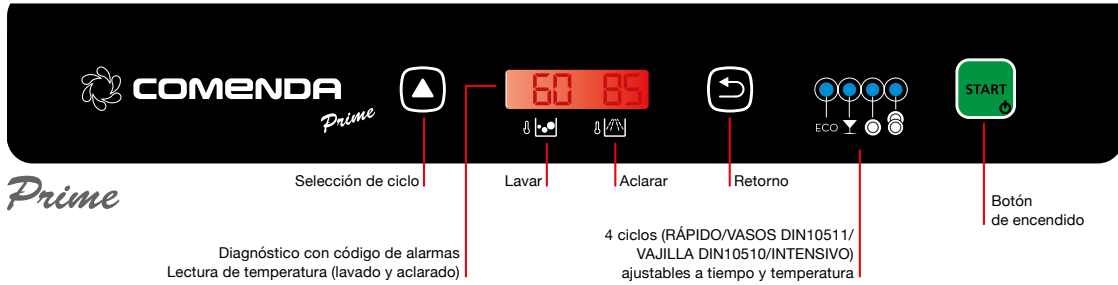 COMENDA
Prime
60 85
ECO
START
Prime
Selección de ciclo
Lavar
Aclarar
Retorno
Botón
de encendido
Diagnóstico con código de alarmas
Lectura de temperatura (lavado y aclarado)
4 ciclos (RÁPIDO/VASOS DIN10511/
VAJILLA DIN10510/INTENSIVO)
ajustables a tiempo y temperatura